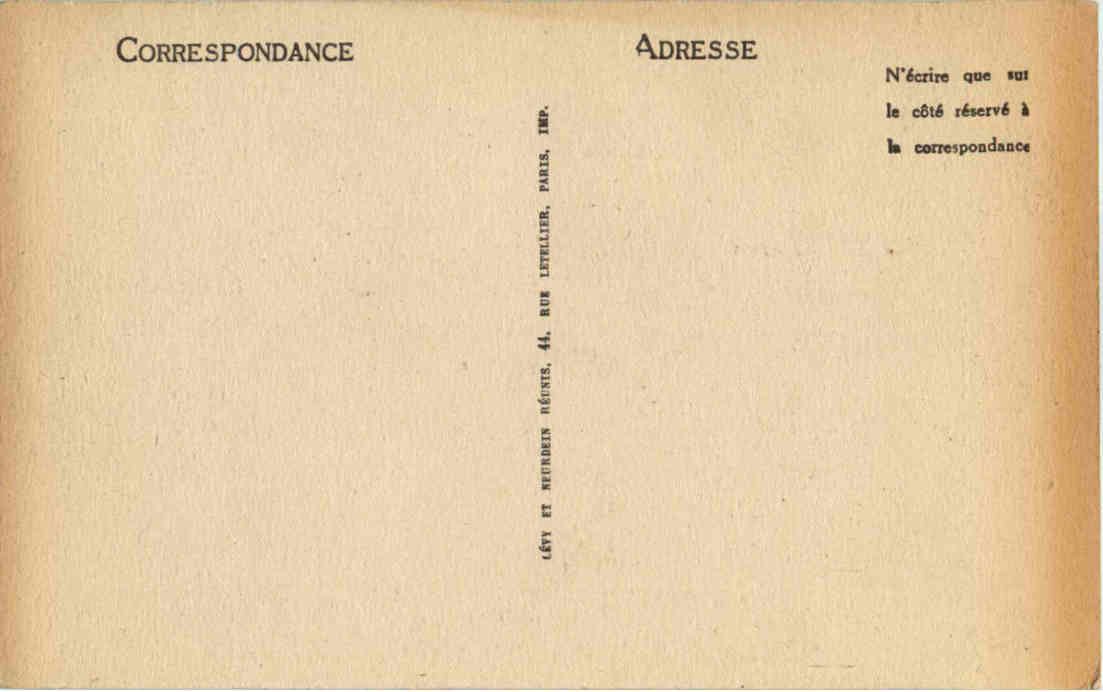 CORRESPONDANCE
ADRESSE
N'écrire que sur
le côté réservé à
la correspondance
LÉVY ET NEURDEIN RÉUNIS, 44, RUE LETELLIER, PARIS, IMP.